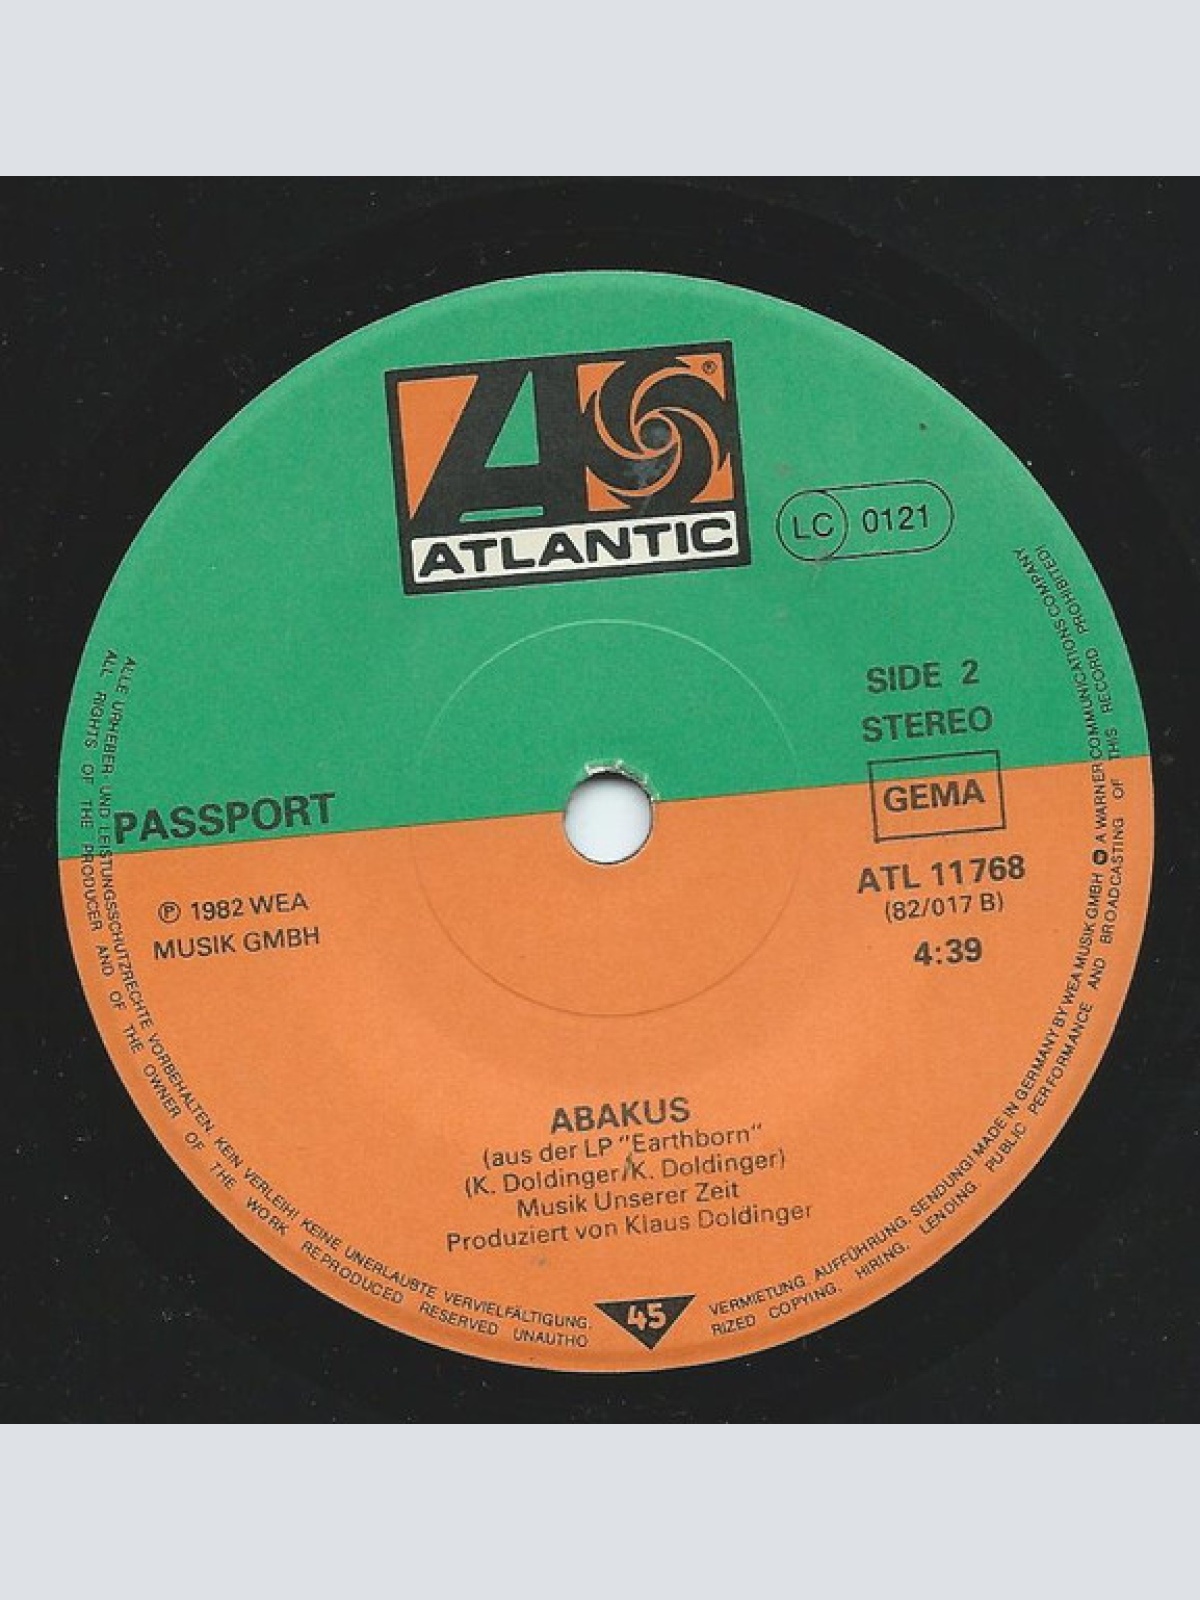 ATLANTIC
®
LC 0121
SIDE 2
STEREO
GEMA
ATL 11768
(82/017 B)
4:39
PASSPORT
℗ 1982 WEA
MUSIK GMBH
ABAKUS
(aus der LP "Earthborn"
(K. Doldinger/K. Doldinger)
Musik Unserer Zeit
Produziert von Klaus Doldinger
45
ALLE URHEBER- UND LEISTUNGSSCHUTZRECHTE VORBEHALTEN. KEIN VERLEIH! KEINE UNERLAUBTE VERVIELFÄLTIGUNG, VERMIETUNG, AUFFÜHRUNG, SENDUNG! MADE IN GERMANY BY WEA MUSIK GMBH A WARNER COMMUNICATIONS COMPANY
ALL RIGHTS OF THE PRODUCER AND OF THE OWNER OF THE WORK REPRODUCED RESERVED UNAUTHO RIZED COPYING, HIRING, LENDING, PUBLIC PERFORMANCE AND BROADCASTING OF THIS RECORD PROHIBITED!